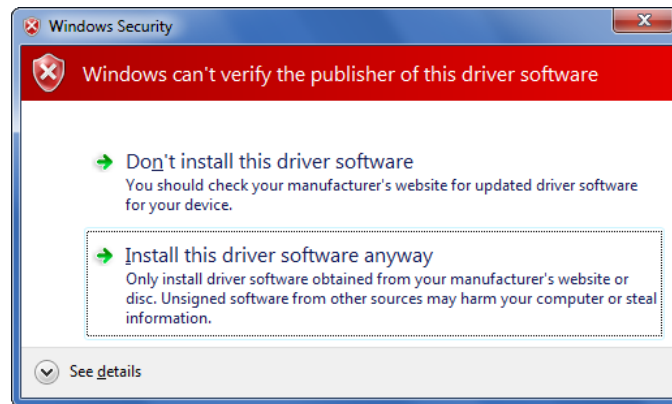 Windows Security
Windows can't verify the publisher of this driver software
Don't install this driver software
You should check your manufacturer's website for updated driver software
for your device.
Install this driver software anyway
Only install driver software obtained from your manufacturer's website or
disc. Unsigned software from other sources may harm your computer or steal
information.
See details